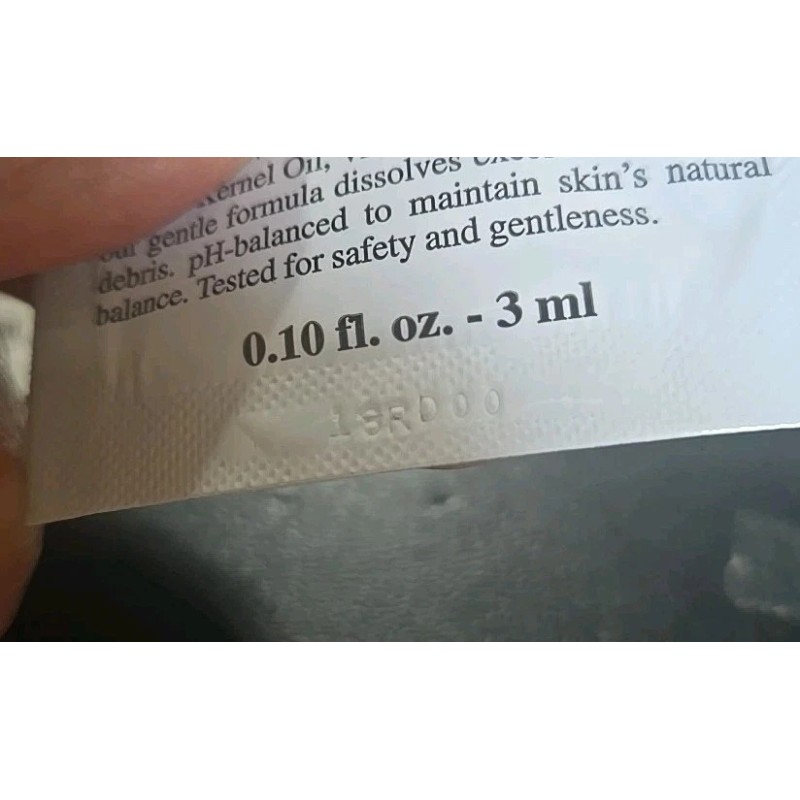 Kernel Oil,
our gentle formula dissolves
debris. pH-balanced to maintain skin's natural
balance. Tested for safety and gentleness.
0.10 fl. oz. - 3 ml